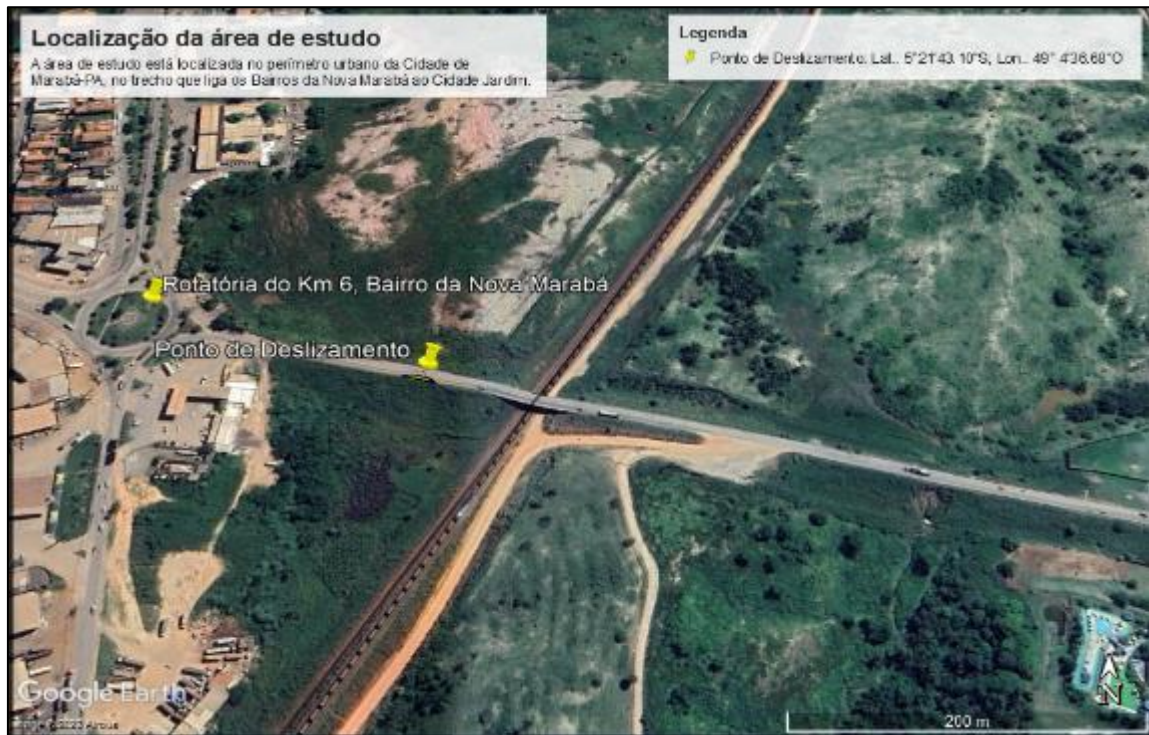 Localização da área de estudo
A área de estudo está localizada no perímetro urbano da Cidade de
Marabá-PA, no trecho que liga os Bairros da Nova Marabá ao Cidade Jardim.
Legenda
Ponto de Deslizamento: Lat.: 5°21'43.10"S; Lon.: 49° 4'36.68"O
Rotatória do Km 6, Bairro da Nova Marabá
Ponto de Deslizamento
Google Earth
200 m
N